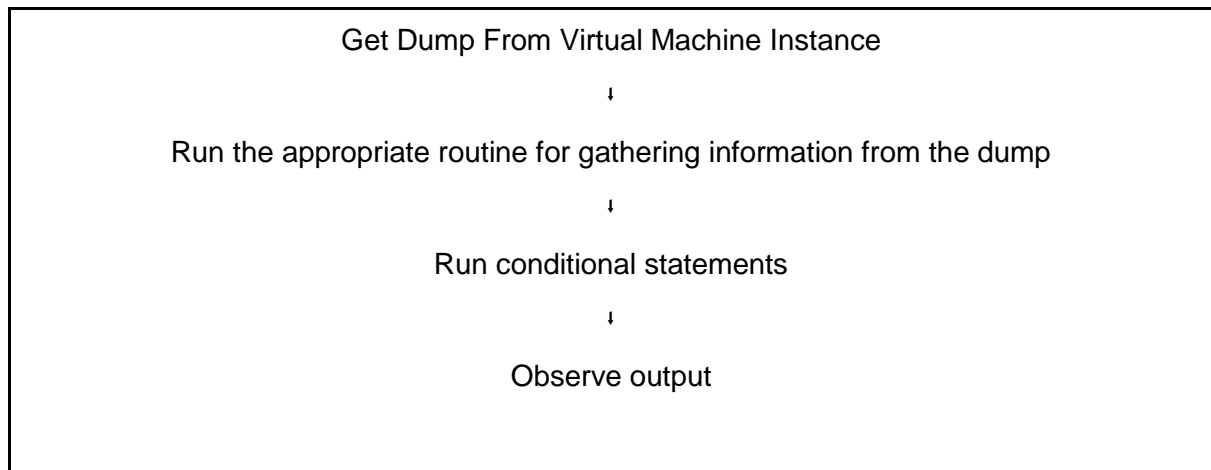 Get Dump From Virtual Machine Instance
↓
Run the appropriate routine for gathering information from the dump
↓
Run conditional statements
↓
Observe output